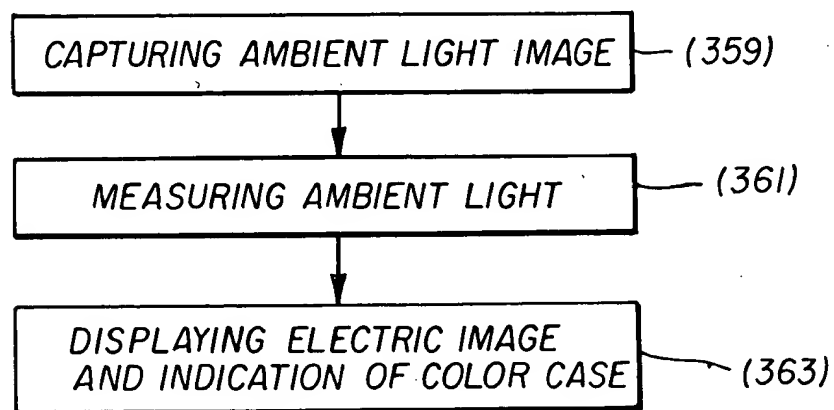 CAPTURING AMBIENT LIGHT IMAGE (359)
MEASURING AMBIENT LIGHT (361)
DISPLAYING ELECTRIC IMAGE
AND INDICATION OF COLOR CASE (363)